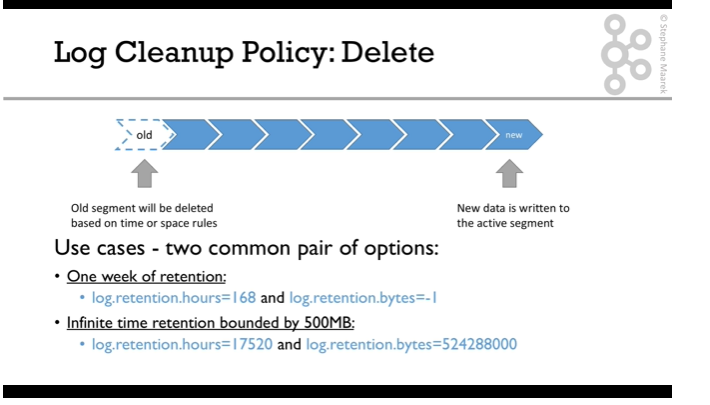 Log Cleanup Policy: Delete
© Stephane Maarek
old
new
Old segment will be deleted
based on time or space rules
New data is written to
the active segment
Use cases - two common pair of options:
• One week of retention:
• log.retention.hours=168 and log.retention.bytes=-1
• Infinite time retention bounded by 500MB:
• log.retention.hours=17520 and log.retention.bytes=524288000